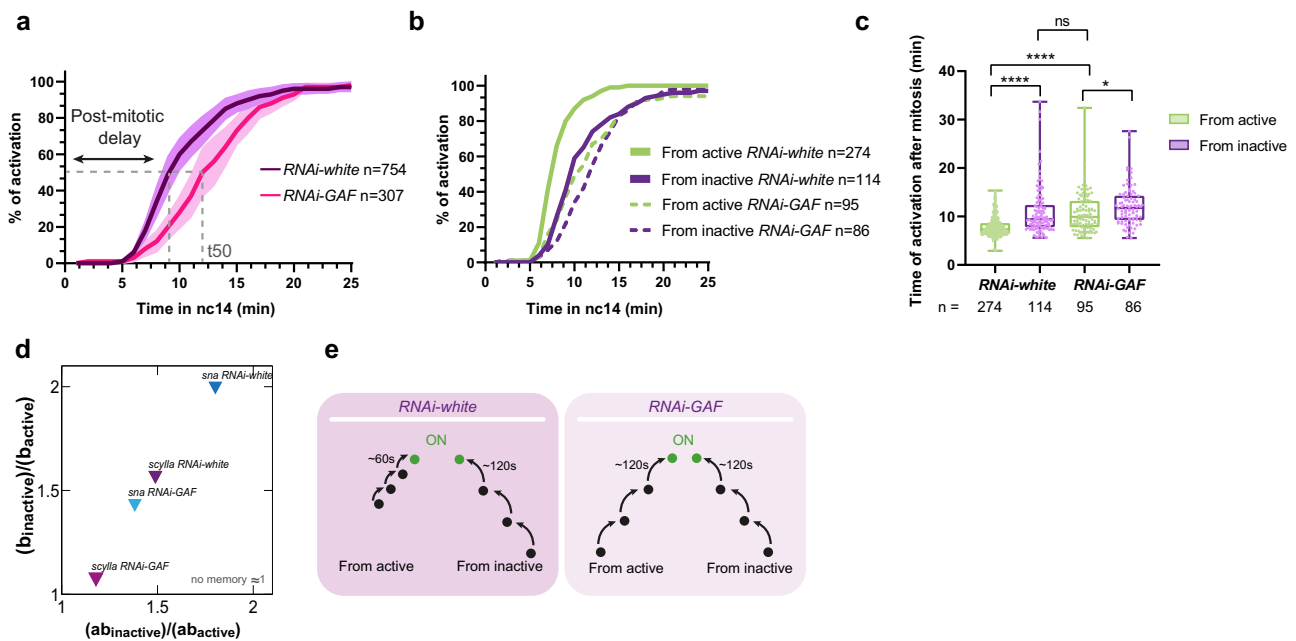 a
% of activation
100
80
60
40
20
0
Post-mitotic
delay
t50
RNAi-white n=754
RNAi-GAF n=307
0 5 10 15 20 25
Time in nc14 (min)
b
% of activation
100
80
60
40
20
0
From active RNAi-white n=274
From inactive RNAi-white n=114
From active RNAi-GAF n=95
From inactive RNAi-GAF n=86
0 5 10 15 20 25
Time in nc14 (min)
c
Time of activation after mitosis (min)
40
30
20
10
0
ns
****
****
*
From active
From inactive
RNAi-white RNAi-GAF
n = 274 114 95 86
d
(b inactive)/(b active)
2
1.5
1
sna RNAi-white
scylla RNAi-white
sna RNAi-GAF
scylla RNAi-GAF
no memory ≈1
1 1.5 2
(ab inactive)/(ab active)
e
RNAi-white
ON
~60s
~120s
From active From inactive
RNAi-GAF
ON
~120s
~120s
From active From inactive